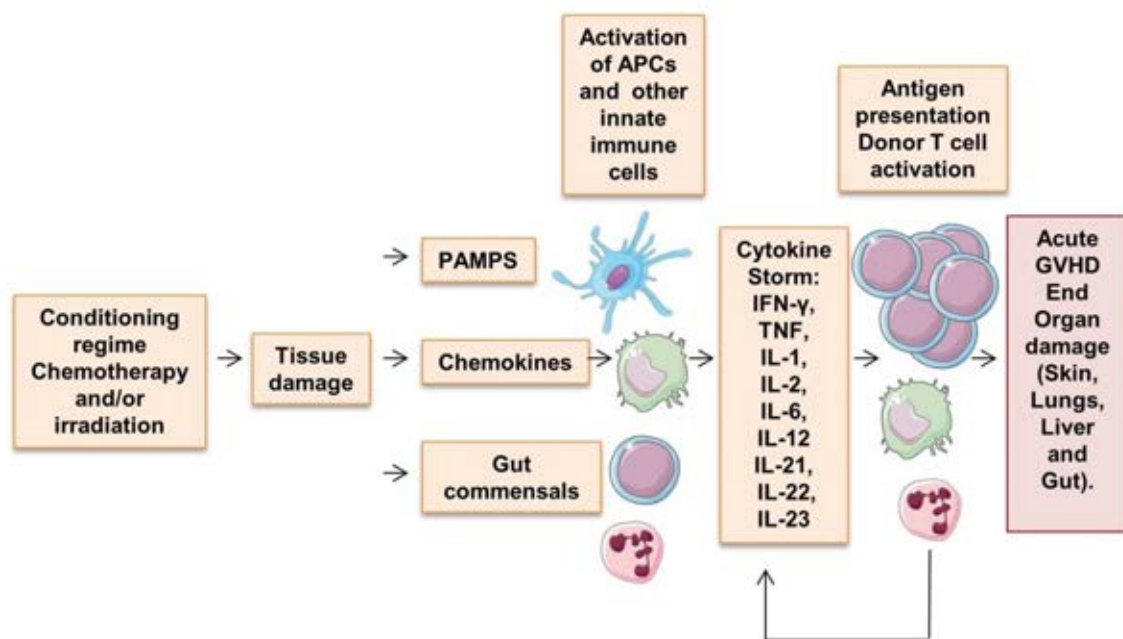 Conditioning
regime
Chemotherapy
and/or
irradiation
Tissue
damage
PAMPS
Chemokines
Gut
commensals
Activation
of APCs
and other
innate
immune
cells
Cytokine
Storm:
IFN-γ,
TNF,
IL-1,
IL-2,
IL-6,
IL-12
IL-21,
IL-22,
IL-23
Antigen
presentation
Donor T cell
activation
Acute
GVHD
End
Organ
damage
(Skin,
Lungs,
Liver
and
Gut).